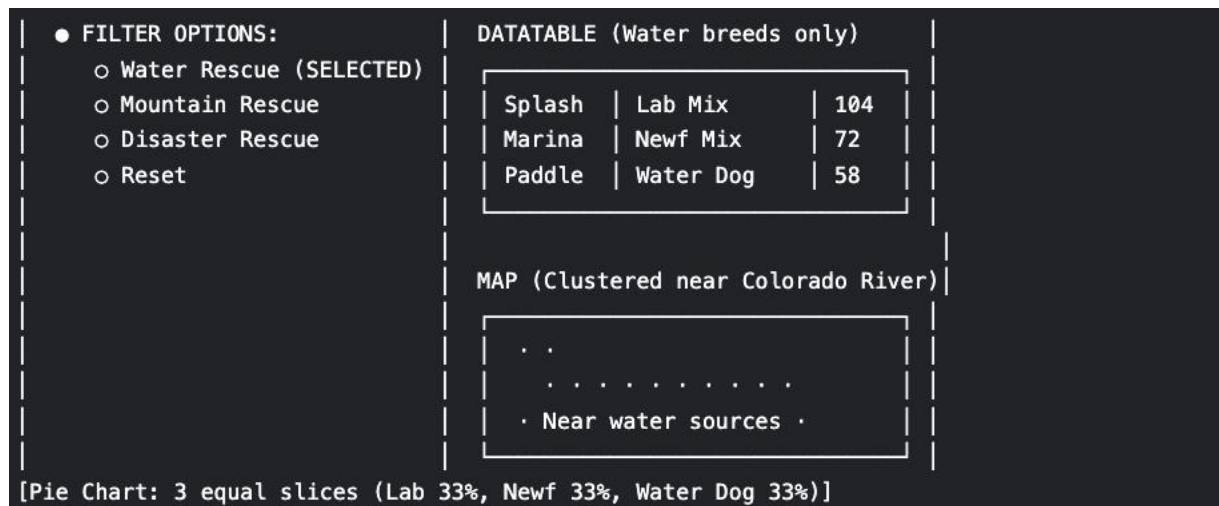 ● FILTER OPTIONS: | DATATABLE (Water breeds only) |
○ Water Rescue (SELECTED)
○ Mountain Rescue | Splash | Lab Mix | 104
○ Disaster Rescue | Marina | Newf Mix | 72
○ Reset | Paddle | Water Dog | 58
MAP (Clustered near Colorado River)
. .
. . . . . . . . . .
· Near water sources ·
[Pie Chart: 3 equal slices (Lab 33%, Newf 33%, Water Dog 33%)]